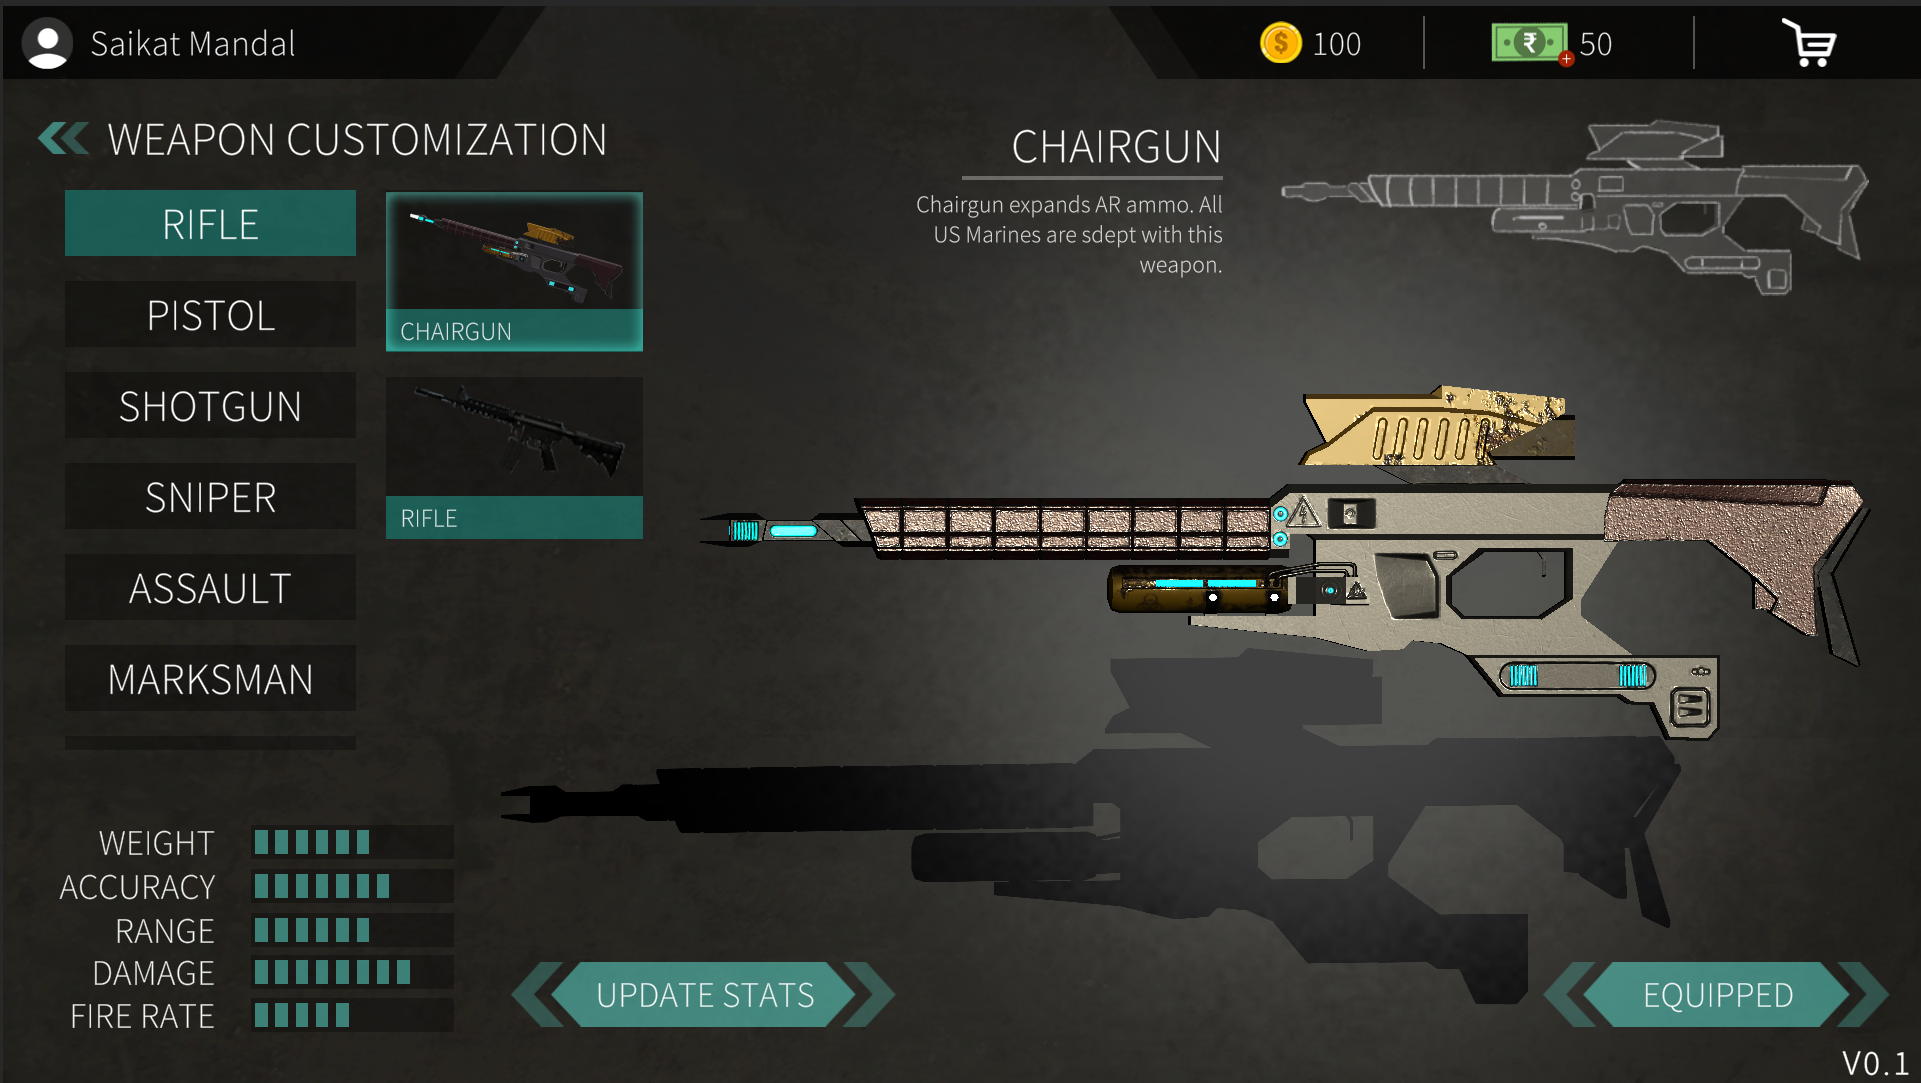 Saikat Mandal
100
50
WEAPON CUSTOMIZATION
RIFLE
PISTOL
SHOTGUN
SNIPER
ASSAULT
MARKSMAN
CHAIRGUN
RIFLE
CHAIRGUN
Chairgun expands AR ammo. All
US Marines are sdept with this
weapon.
WEIGHT
ACCURACY
RANGE
DAMAGE
FIRE RATE
UPDATE STATS
EQUIPPED
V0.1